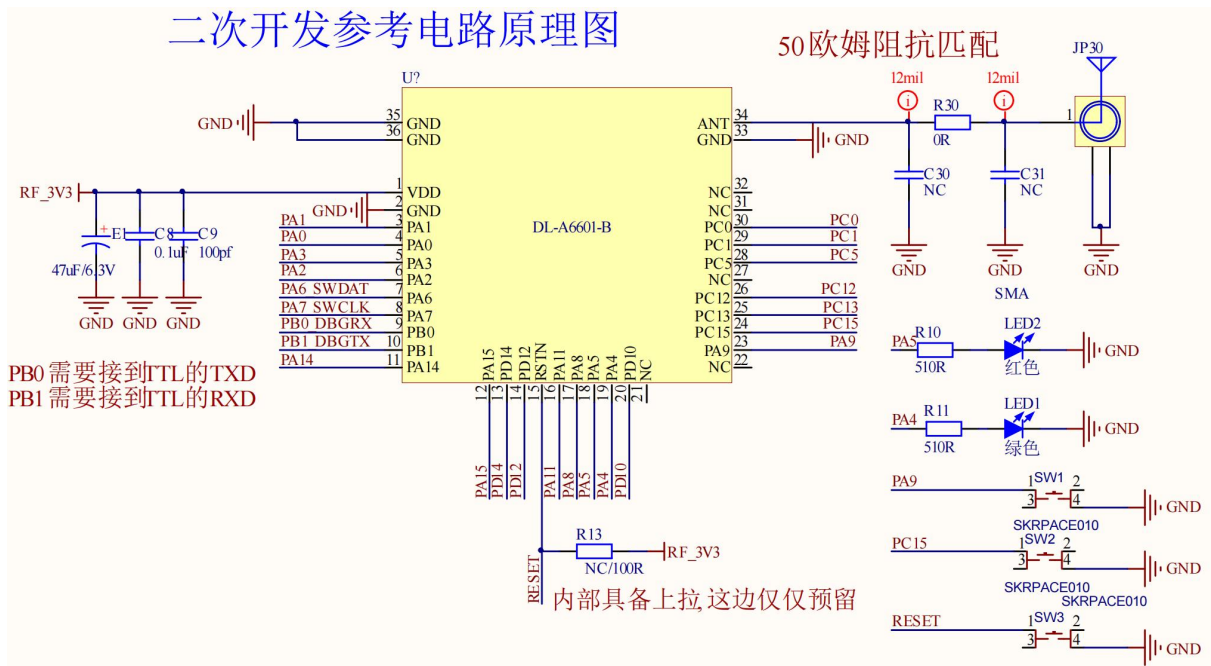 二次开发参考电路原理图
50欧姆阻抗匹配
JP30
U?
12mil
12mil
GND
35 GND
36 GND
ANT 34
GND 33
GND
R30
0R
1
C30
NC
C31
NC
GND
GND
GND
SMA
RF_3V3
1 VDD
GND 2 GND
PA1 3 PA1
PA0 4 PA0
PA3 5 PA3
PA2 6 PA2
PA6 SWDAT 7 PA6
PA7 SWCLK 8 PA7
PB0 DBGRX 9 PB0
PB1 DBGTX 10 PB1
PA14 11 PA14
E1
47uF/6.3V
C8
0.1uF
C9
100pf
GND
GND
GND
DL-A6601-B
NC 32
NC 31
PC0 30 PC0
PC1 29 PC1
PC5 28 PC5
NC 27
PC12 26 PC12
PC13 25 PC13
PC15 24 PC15
PA9 23 PA9
NC 22
PA15 PD14 PD12 RSTN PA11 PA8 PA5 PA4 PD10 NC
12 13 14 15 16 17 18 19 20 21
PA15 PD14 PD12 PA11 PA8 PA5 PA4 PD10
PB0需要接到TTL的TXD
PB1需要接到TTL的RXD
RESET
R13
NC/100R
RF_3V3
内部具备上拉,这边仅仅预留
PA5
R10
510R
LED2
红色
GND
PA4
R11
510R
LED1
绿色
GND
PA9
1 SW1 2
3 4
GND
SKRPACE010
PC15
1 SW2 2
3 4
GND
SKRPACE010
SKRPACE010
RESET
1 SW3 2
3 4
GND